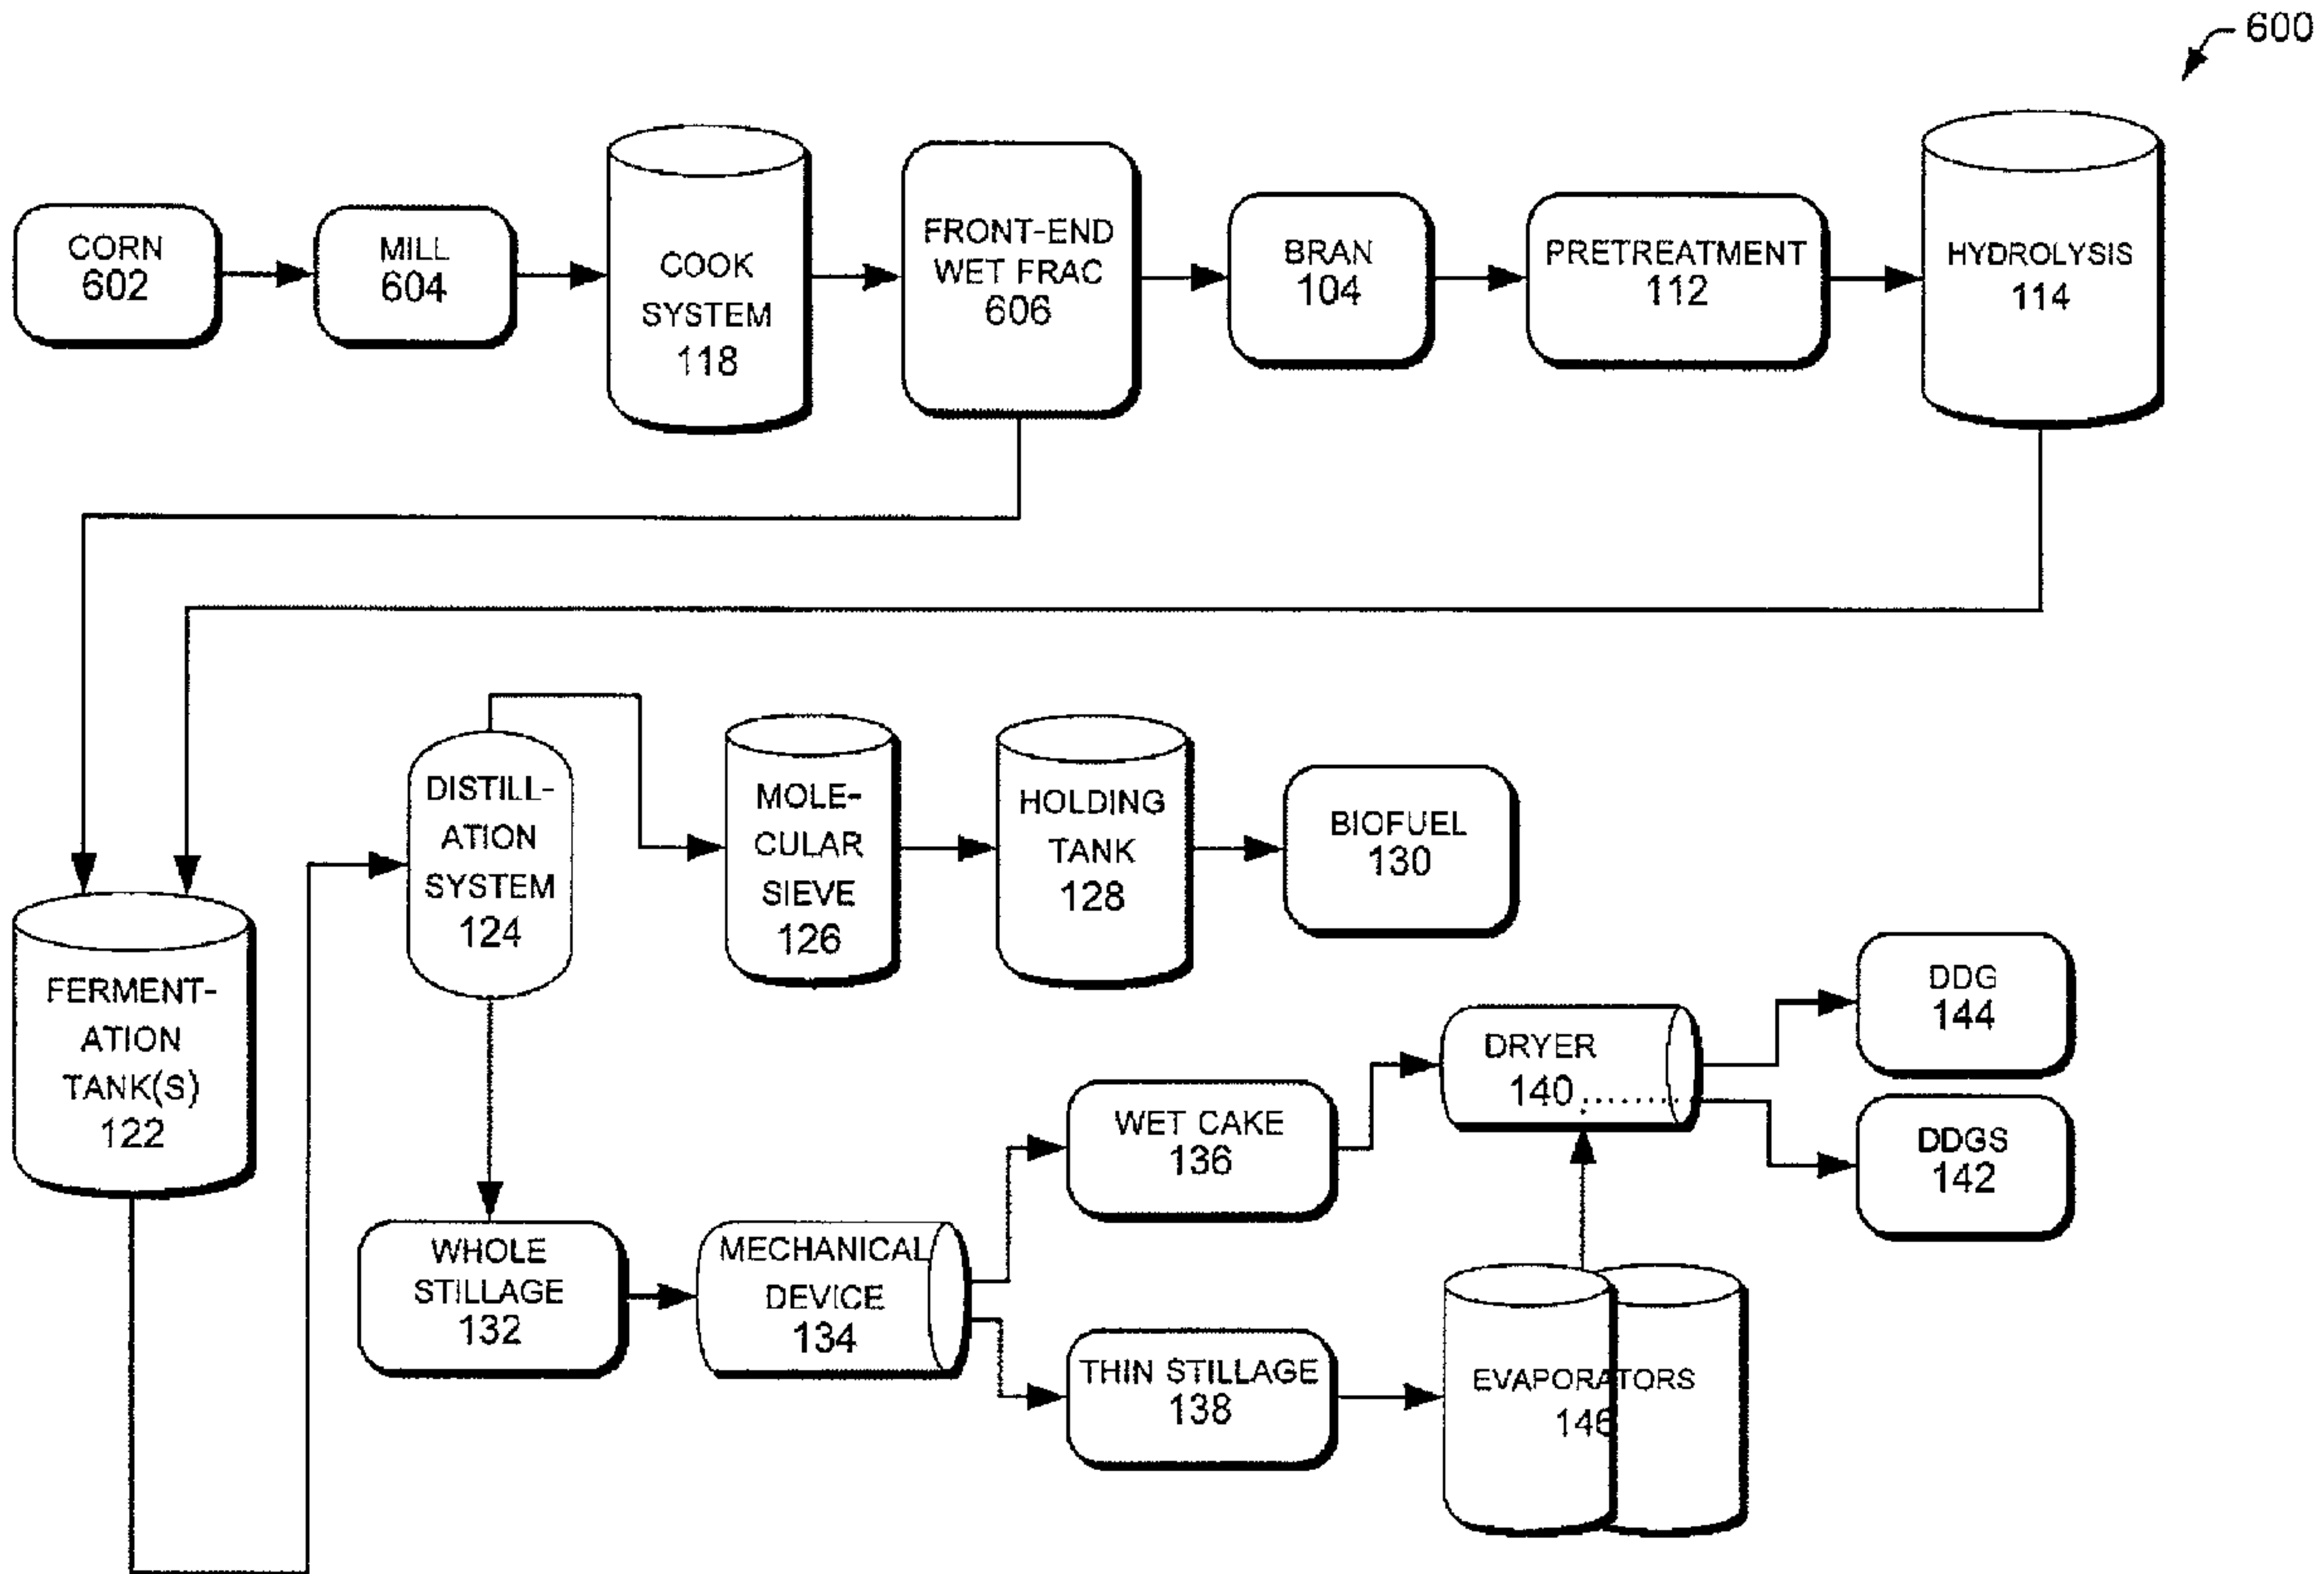 600
CORN
602
MILL
604
COOK
SYSTEM
118
FRONT-END
WET FRAC
606
BRAN
104
PRETREATMENT
112
HYDROLYSIS
114
DISTILL-
ATION
SYSTEM
124
MOLE-
CULAR
SIEVE
126
HOLDING
TANK
128
BIOFUEL
130
FERMENT-
ATION
TANK(S)
122
DDG
144
DRYER
140
DDGS
142
WET CAKE
136
WHOLE
STILLAGE
132
MECHANICAL
DEVICE
134
THIN STILLAGE
138
EVAPORATORS
146